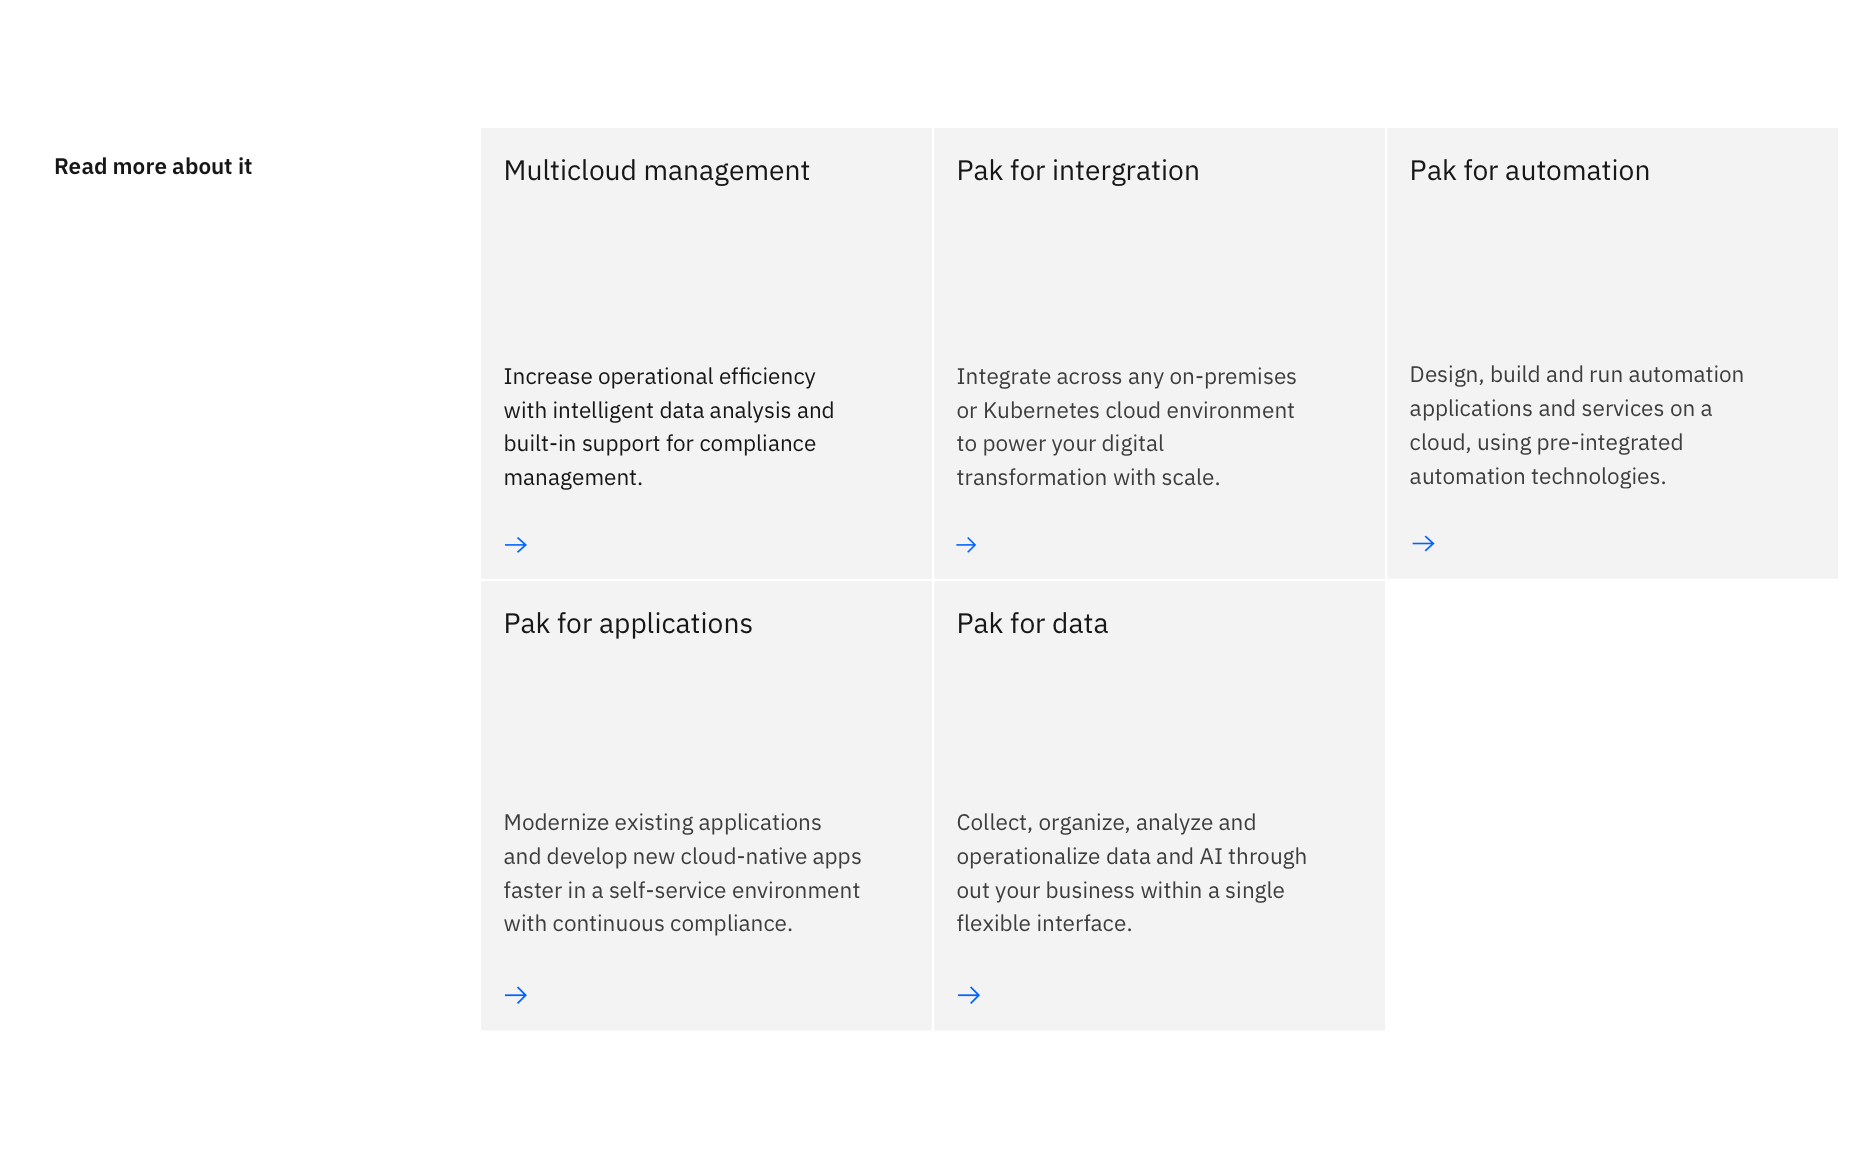 Read more about it
Multicloud management
Increase operational efficiency
with intelligent data analysis and
built-in support for compliance
management.
Pak for intergration
Integrate across any on-premises
or Kubernetes cloud environment
to power your digital
transformation with scale.
Pak for automation
Design, build and run automation
applications and services on a
cloud, using pre-integrated
automation technologies.
Pak for applications
Modernize existing applications
and develop new cloud-native apps
faster in a self-service environment
with continuous compliance.
Pak for data
Collect, organize, analyze and
operationalize data and AI through
out your business within a single
flexible interface.